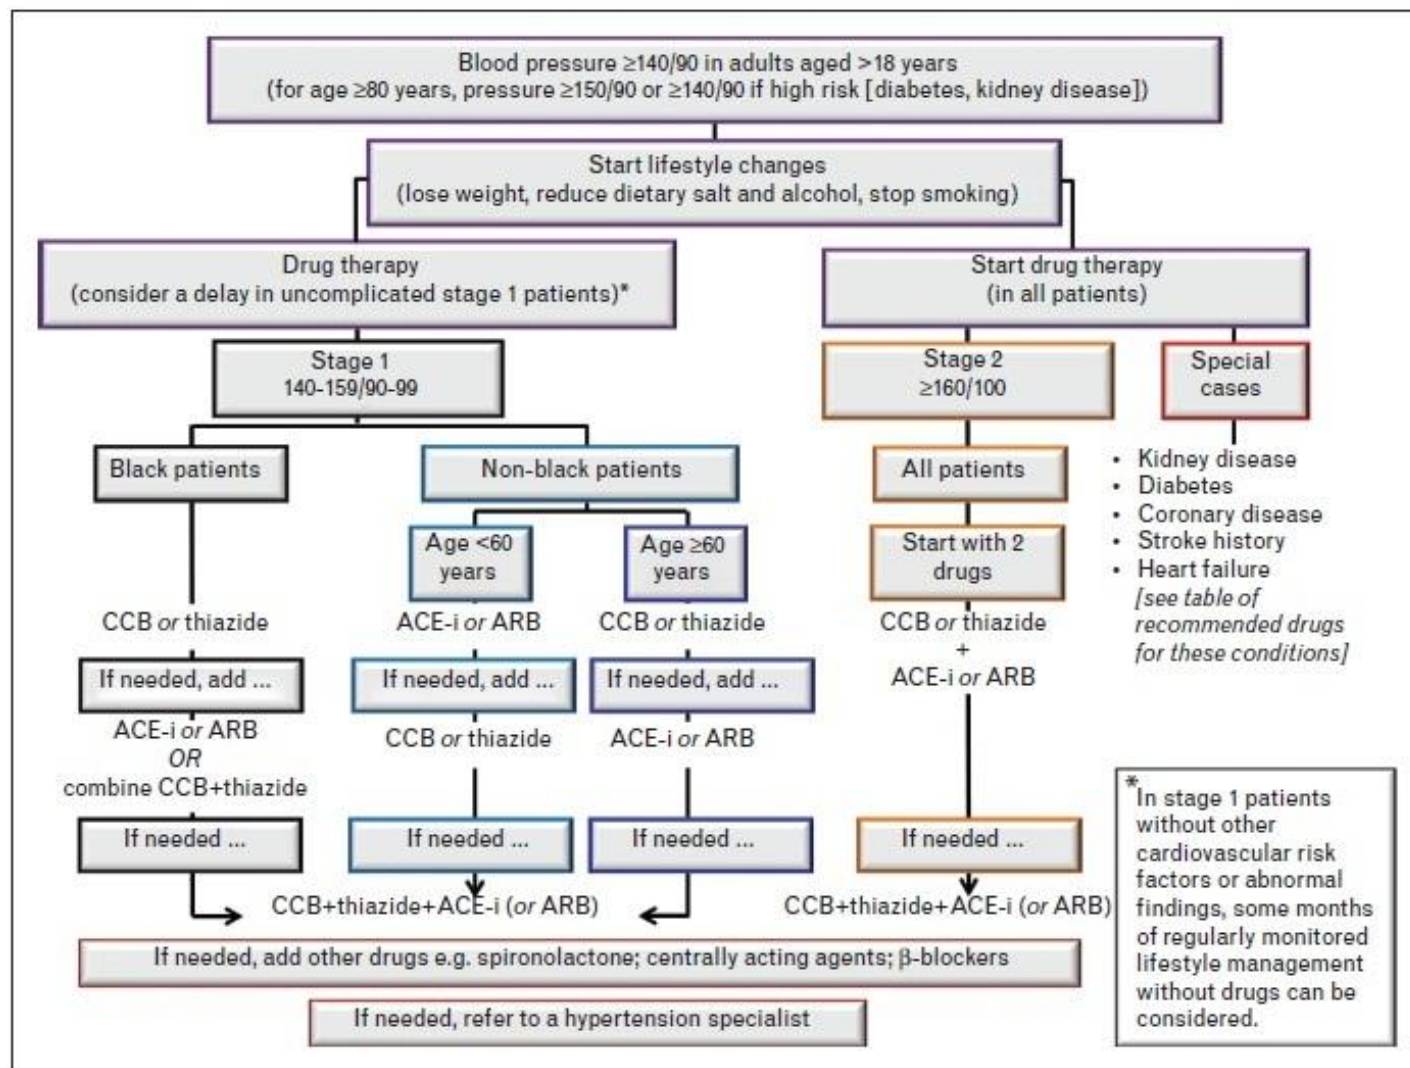 Blood pressure ≥140/90 in adults aged >18 years
(for age ≥80 years, pressure ≥150/90 or ≥140/90 if high risk [diabetes, kidney disease])
Start lifestyle changes
(lose weight, reduce dietary salt and alcohol, stop smoking)
Drug therapy
(consider a delay in uncomplicated stage 1 patients)*
Start drug therapy
(in all patients)
Stage 1
140-159/90-99
Stage 2
≥160/100
Special
cases
Black patients
Non-black patients
All patients
• Kidney disease
• Diabetes
• Coronary disease
• Stroke history
• Heart failure
[see table of
recommended drugs
for these conditions]
Age <60
years
Age ≥60
years
Start with 2
drugs
CCB or thiazide
ACE-i or ARB
CCB or thiazide
CCB or thiazide
+
ACE-i or ARB
If needed, add ...
If needed, add ...
If needed, add ...
ACE-i or ARB
OR
combine CCB+thiazide
CCB or thiazide
ACE-i or ARB
If needed ...
If needed ...
If needed ...
If needed ...
CCB+thiazide+ACE-i (or ARB)
CCB+thiazide+ACE-i (or ARB)
If needed, add other drugs e.g. spironolactone; centrally acting agents; β-blockers
If needed, refer to a hypertension specialist
*In stage 1 patients
without other
cardiovascular risk
factors or abnormal
findings, some months
of regularly monitored
lifestyle management
without drugs can be
considered.